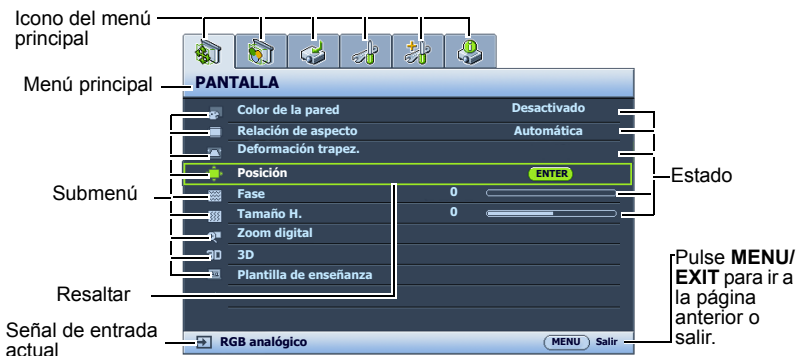 Icono del menú
principal
Menú principal
PANTALLA
Color de la pared Desactivado
Relación de aspecto Automática
Deformación trapez.
Posición ENTER
Fase 0
Tamaño H. 0
Zoom digital
3D 3D
Plantilla de enseñanza
Submenú
Estado
Resaltar
Pulse MENU/
EXIT para ir a
la página
anterior o
salir.
Señal de entrada
actual
RGB analógico MENU Salir